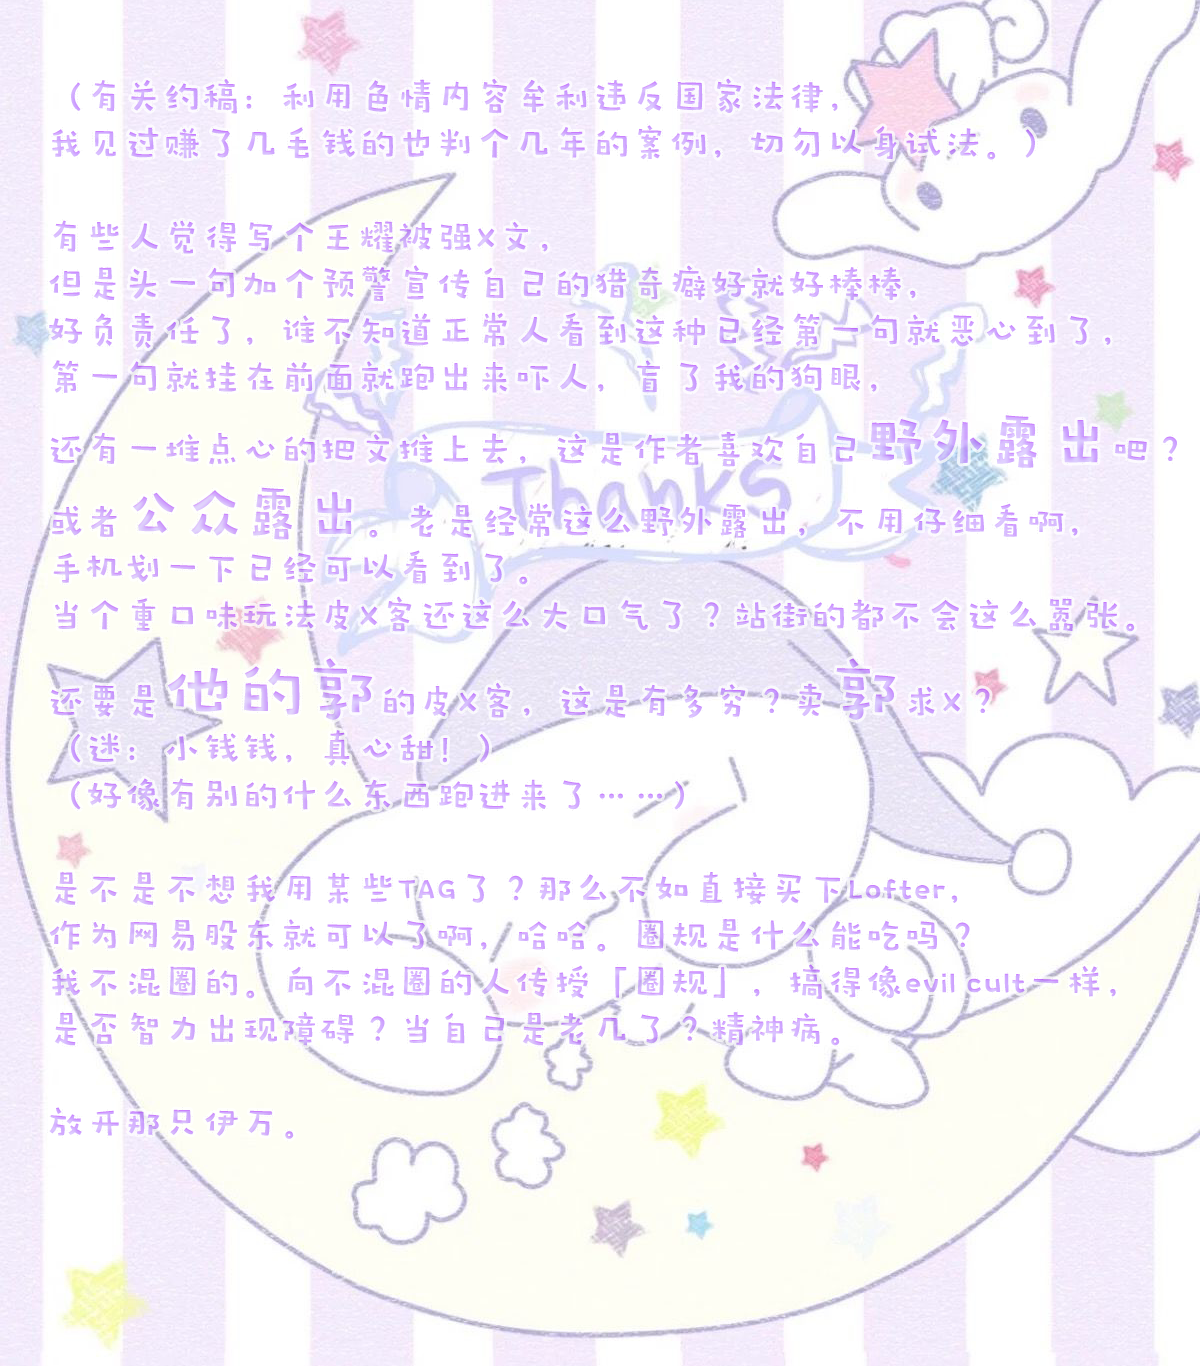 （有关约稿：利用色情内容牟利违反国家法律，
我见过赚了几毛钱的也判个几年的案例，切勿以身试法。）
有些人觉得写个王耀被强X文，
但是头一句加个预警宣传自己的猎奇癖好就好棒棒，
好负责任了，谁不知道正常人看到这种已经第一句就恶心到了，
第一句就挂在前面就跑出来吓人，盲了我的狗眼，
Thanks
还有一堆点心的把文推上去，这是作者喜欢自己野外露出吧？
或者公众露出。老是经常这么野外露出，不用仔细看啊，
手机划一下已经可以看到了。
当个重口味玩法皮X客还这么大口气了？站街的都不会这么嚣张。
还要是他的郭的皮X客，这是有多穷？卖郭求X？
（迷：小钱钱，真心甜！）
（好像有别的什么东西跑进来了……）
是不是不想我用某些TAG了？那么不如直接买下Lofter，
作为网易股东就可以了啊，哈哈。圈规是什么能吃吗？
我不混圈的。向不混圈的人传授「圈规」，搞得像evil cult一样，
是否智力出现障碍？当自己是老几了？精神病。
放开那只伊万。